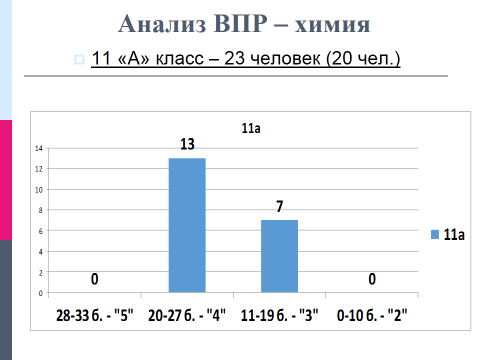 Анализ ВПР – химия
11 «А» класс – 23 человек (20 чел.)
11а
14
12
10
8
6
4
2
0
0
13
7
0
28-33 б. - "5"
20-27 б. - "4"
11-19 б. - "3"
0-10 б. - "2"
11а